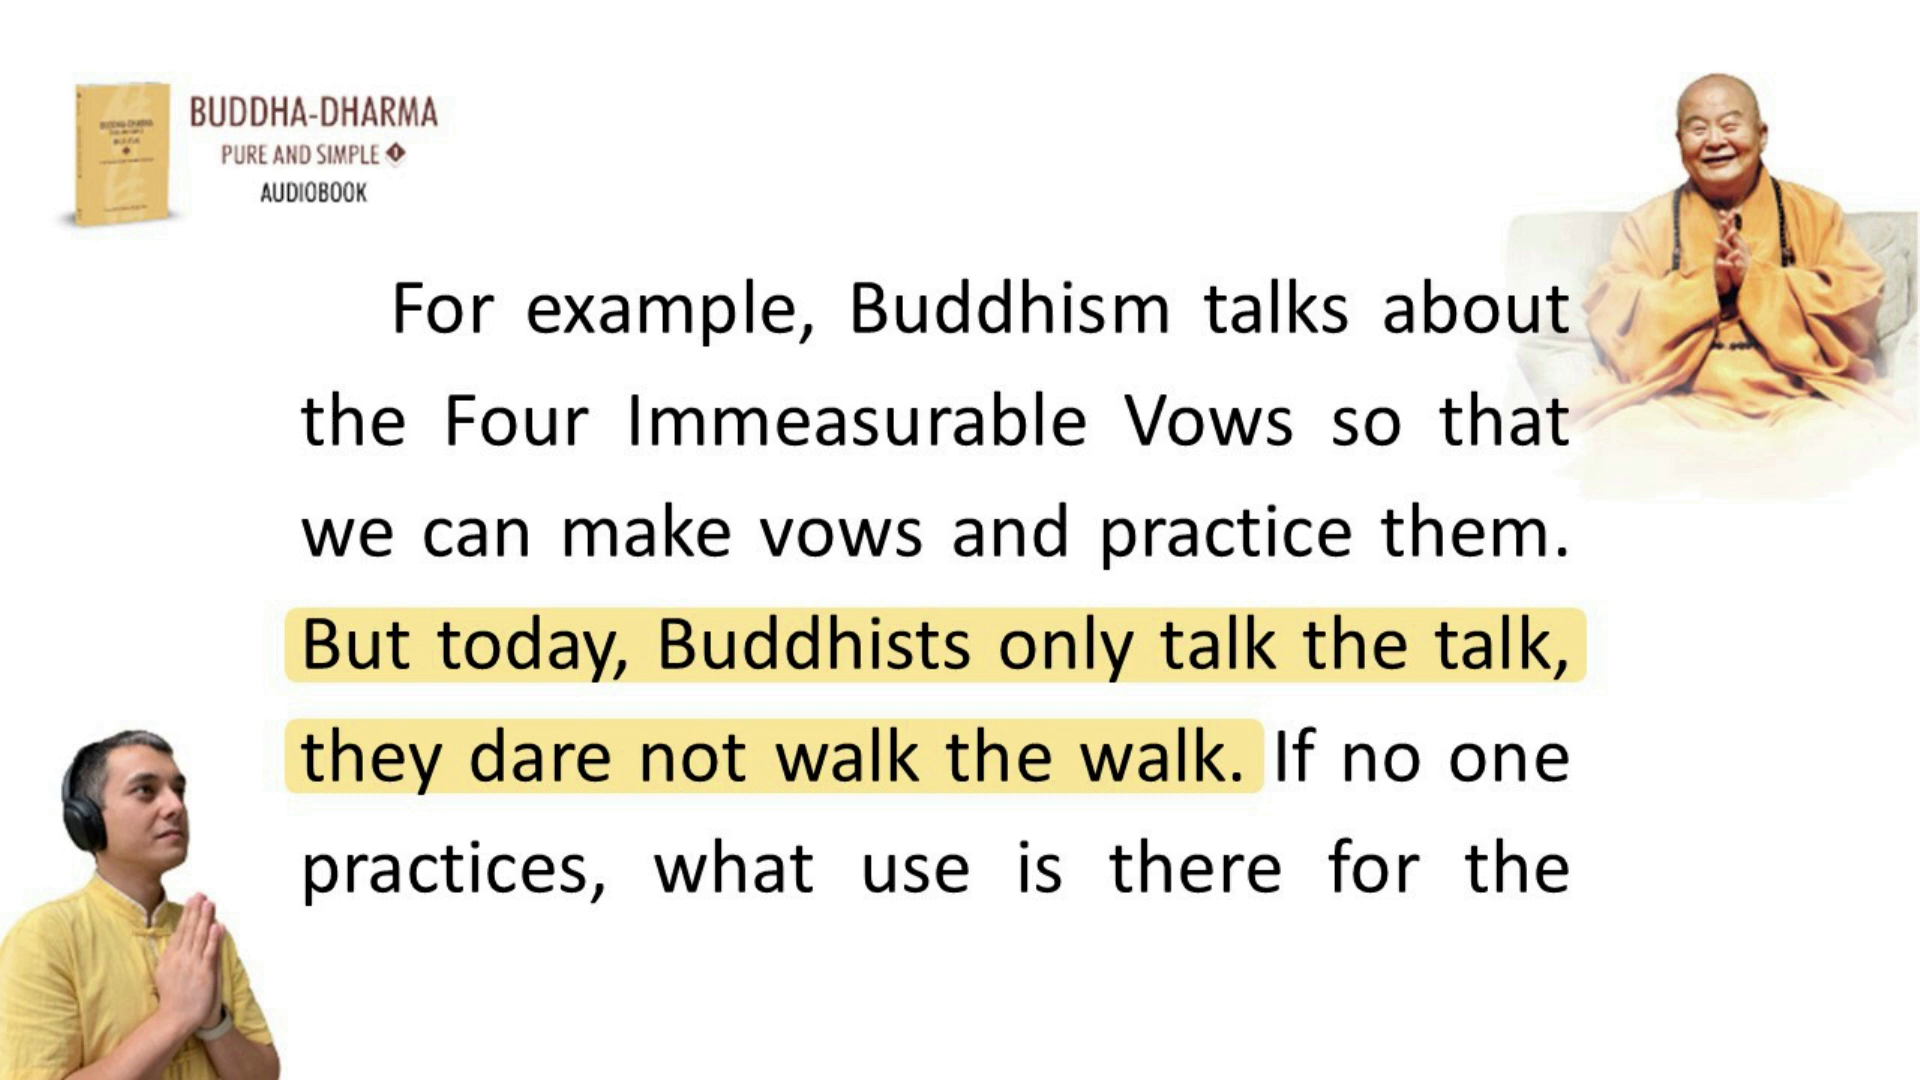 BUDDHA-DHARMA
PURE AND SIMPLE 1
AUDIOBOOK
For example, Buddhism talks about
the Four Immeasurable Vows so that
we can make vows and practice them.
But today, Buddhists only talk the talk,
they dare not walk the walk. If no one
practices, what use is there for the